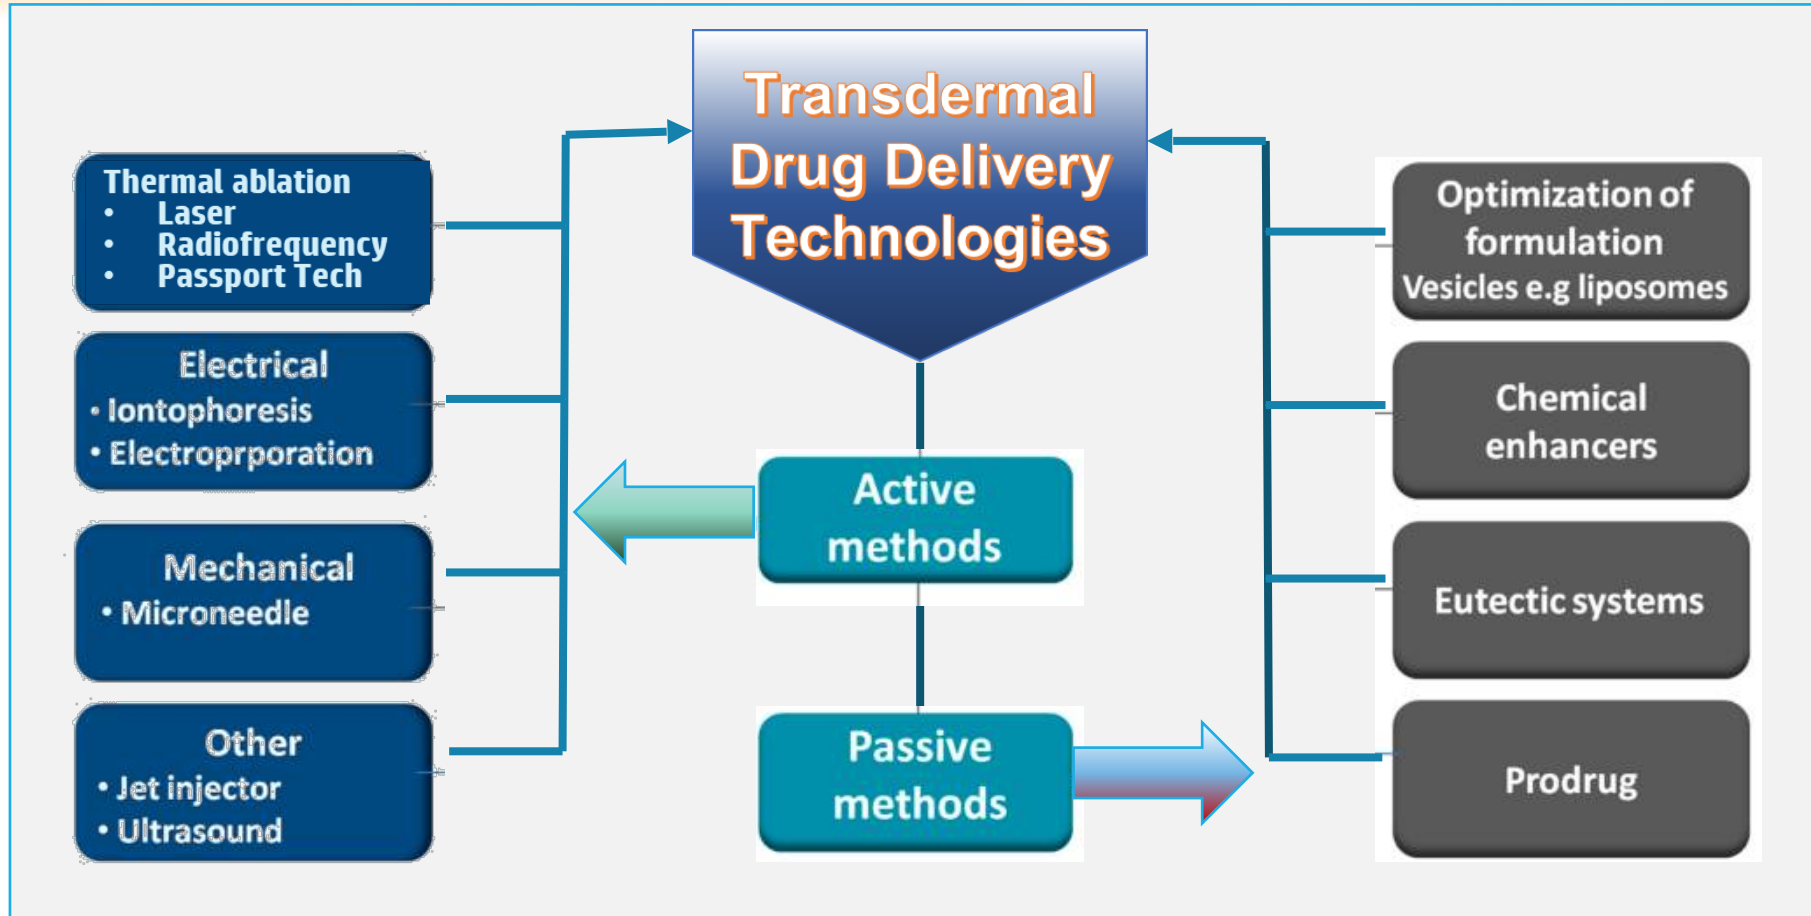 Transdermal
Drug Delivery
Technologies
Thermal ablation
• Laser
• Radiofrequency
• Passport Tech
Electrical
• Iontophoresis
• Electroprporation
Mechanical
• Microneedle
Other
• Jet injector
• Ultrasound
Active
methods
Passive
methods
Optimization of
formulation
Vesicles e.g liposomes
Chemical
enhancers
Eutectic systems
Prodrug